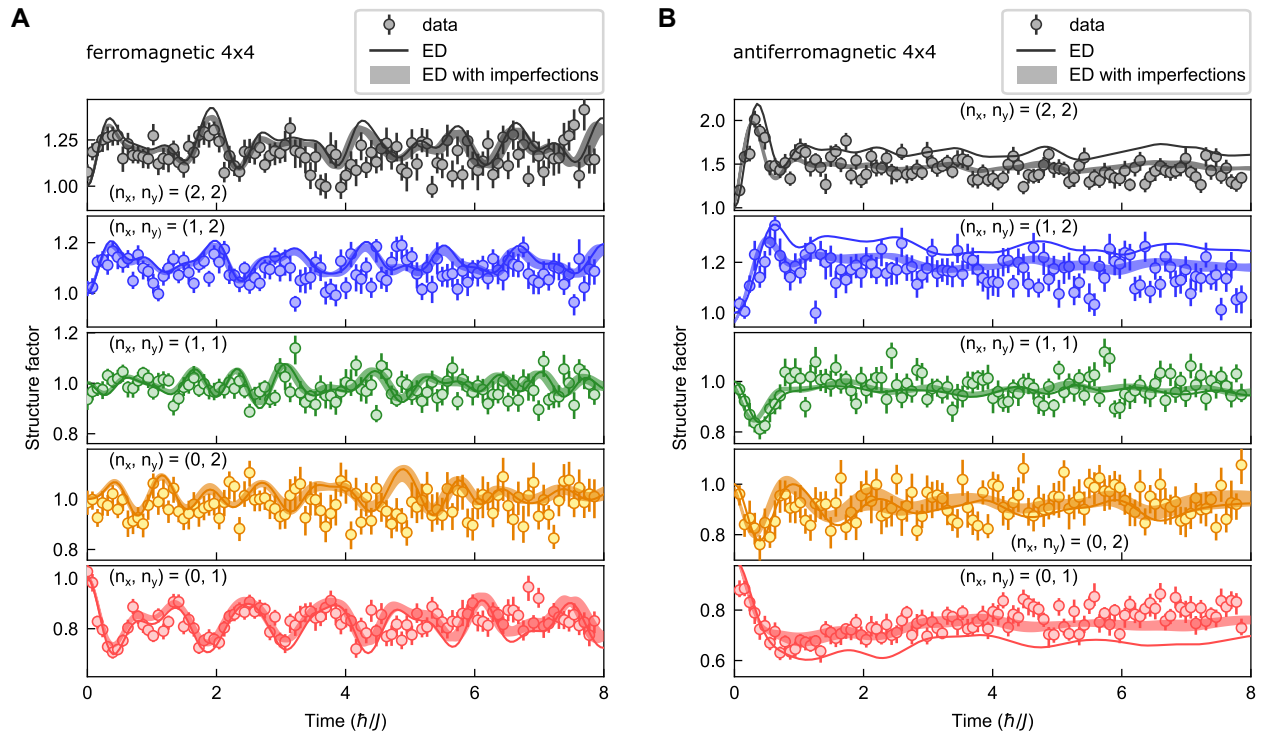 A
ferromagnetic 4x4
data
ED
ED with imperfections
Structure factor
1.25
1.00
(nx, ny) = (2, 2)
1.2
1.0
(nx, ny) = (1, 2)
1.2
1.0
0.8
(nx, ny) = (1, 1)
1.0
0.8
(nx, ny) = (0, 2)
1.0
0.8
(nx, ny) = (0, 1)
0 2 4 6 8
Time (ℏ/J)
B
antiferromagnetic 4x4
data
ED
ED with imperfections
Structure factor
2.0
1.5
1.0
(nx, ny) = (2, 2)
1.2
1.0
(nx, ny) = (1, 2)
1.0
0.8
(nx, ny) = (1, 1)
1.0
0.8
(nx, ny) = (0, 2)
0.8
0.6
(nx, ny) = (0, 1)
0 2 4 6 8
Time (ℏ/J)